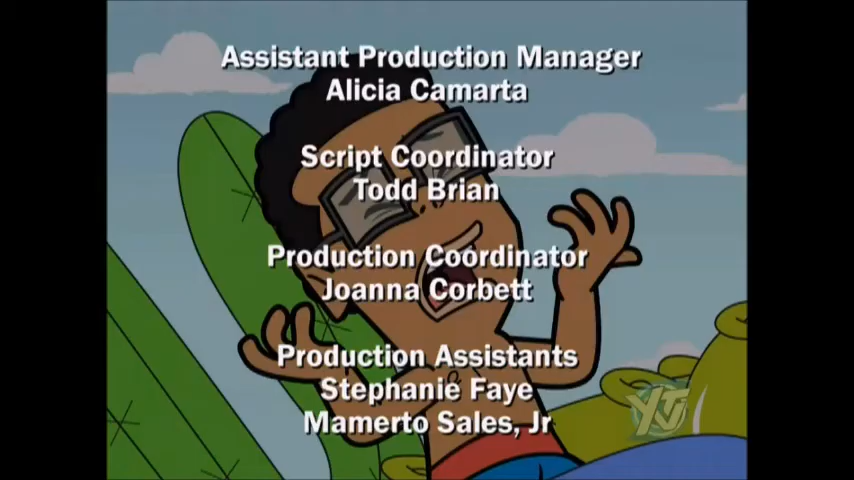 Assistant Production Manager
Alicia Camarta
Script Coordinator
Todd Brian
Production Coordinator
Joanna Corbett
Production Assistants
Stephanie Faye
Mamerto Sales, Jr
YTV